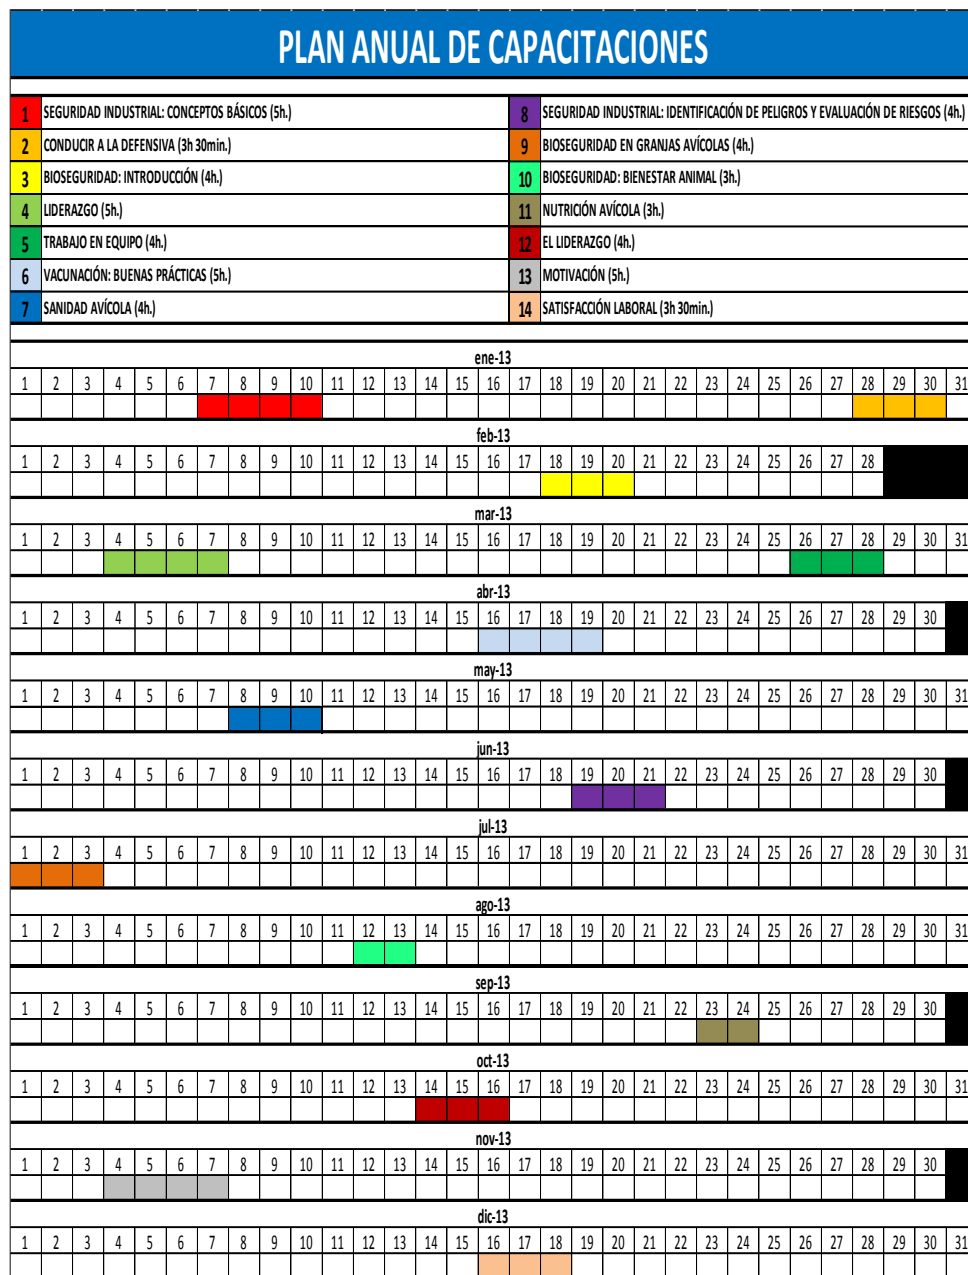 PLAN ANUAL DE CAPACITACIONES
1 SEGURIDAD INDUSTRIAL: CONCEPTOS BÁSICOS (5h.) 8 SEGURIDAD INDUSTRIAL: IDENTIFICACIÓN DE PELIGROS Y EVALUACIÓN DE RIESGOS (4h.)
2 CONDUCIR A LA DEFENSIVA (3h 30min.) 9 BIOSEGURIDAD EN GRANJAS AVÍCOLAS (4h.)
3 BIOSEGURIDAD: INTRODUCCIÓN (4h.) 10 BIOSEGURIDAD: BIENESTAR ANIMAL (3h.)
4 LIDERAZGO (5h.) 11 NUTRICIÓN AVÍCOLA (3h.)
5 TRABAJO EN EQUIPO (4h.) 12 EL LIDERAZGO (4h.)
6 VACUNACIÓN: BUENAS PRÁCTICAS (5h.) 13 MOTIVACIÓN (5h.)
7 SANIDAD AVÍCOLA (4h.) 14 SATISFACCIÓN LABORAL (3h 30min.)
ene-13
1 2 3 4 5 6 7 8 9 10 11 12 13 14 15 16 17 18 19 20 21 22 23 24 25 26 27 28 29 30 31
feb-13
1 2 3 4 5 6 7 8 9 10 11 12 13 14 15 16 17 18 19 20 21 22 23 24 25 26 27 28
mar-13
1 2 3 4 5 6 7 8 9 10 11 12 13 14 15 16 17 18 19 20 21 22 23 24 25 26 27 28 29 30 31
abr-13
1 2 3 4 5 6 7 8 9 10 11 12 13 14 15 16 17 18 19 20 21 22 23 24 25 26 27 28 29 30
may-13
1 2 3 4 5 6 7 8 9 10 11 12 13 14 15 16 17 18 19 20 21 22 23 24 25 26 27 28 29 30 31
jun-13
1 2 3 4 5 6 7 8 9 10 11 12 13 14 15 16 17 18 19 20 21 22 23 24 25 26 27 28 29 30
jul-13
1 2 3 4 5 6 7 8 9 10 11 12 13 14 15 16 17 18 19 20 21 22 23 24 25 26 27 28 29 30 31
ago-13
1 2 3 4 5 6 7 8 9 10 11 12 13 14 15 16 17 18 19 20 21 22 23 24 25 26 27 28 29 30 31
sep-13
1 2 3 4 5 6 7 8 9 10 11 12 13 14 15 16 17 18 19 20 21 22 23 24 25 26 27 28 29 30
oct-13
1 2 3 4 5 6 7 8 9 10 11 12 13 14 15 16 17 18 19 20 21 22 23 24 25 26 27 28 29 30 31
nov-13
1 2 3 4 5 6 7 8 9 10 11 12 13 14 15 16 17 18 19 20 21 22 23 24 25 26 27 28 29 30
dic-13
1 2 3 4 5 6 7 8 9 10 11 12 13 14 15 16 17 18 19 20 21 22 23 24 25 26 27 28 29 30 31